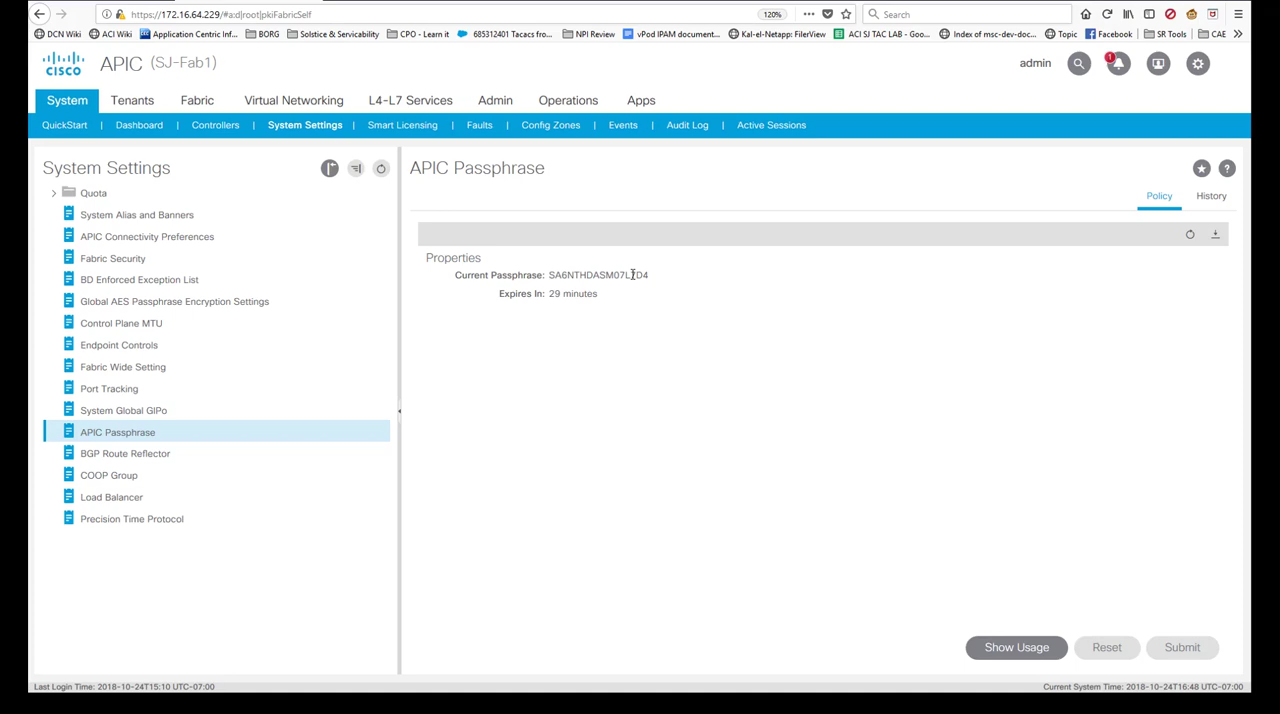 https://172.16.64.229/#a:d|root|pkiFabricSelf
120%
Search
DCN Wiki
ACI Wiki
Application Centric Inf...
BORG
Solstice & Servicability
CPO - Learn it
685312401 Tacacs fro...
NPI Review
vPod IPAM document...
Kal-el-Netapp: FilerView
ACI SJ TAC LAB - Goo...
Index of msc-dev-doc...
Topic
Facebook
SR Tools
CAE
CISCO
APIC (SJ-Fab1)
admin
1
System
Tenants
Fabric
Virtual Networking
L4-L7 Services
Admin
Operations
Apps
QuickStart | Dashboard | Controllers | System Settings | Smart Licensing | Faults | Config Zones | Events | Audit Log | Active Sessions
System Settings
Quota
System Alias and Banners
APIC Connectivity Preferences
Fabric Security
BD Enforced Exception List
Global AES Passphrase Encryption Settings
Control Plane MTU
Endpoint Controls
Fabric Wide Setting
Port Tracking
System Global GIPo
APIC Passphrase
BGP Route Reflector
COOP Group
Load Balancer
Precision Time Protocol
APIC Passphrase
Policy
History
Properties
Current Passphrase:
Expires In: 29 minutes
Show Usage
Reset
Submit
Last Login Time: 2018-10-24T15:10 UTC-07:00
Current System Time: 2018-10-24T16:48 UTC-07:00